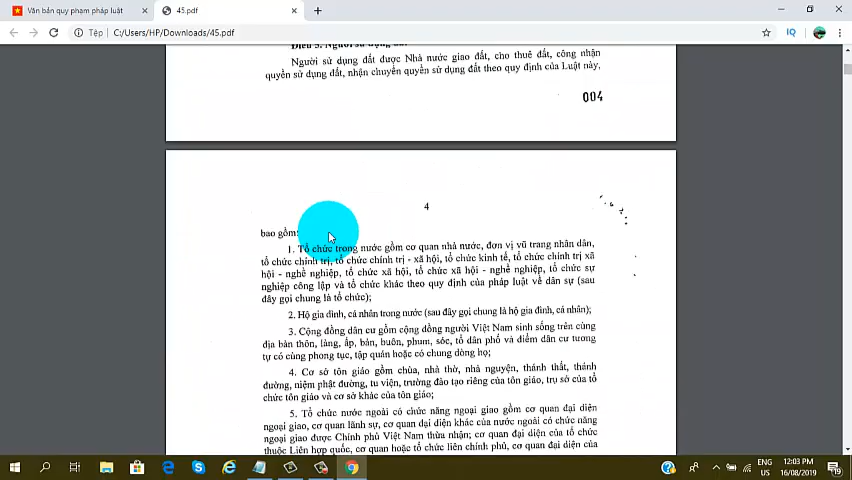 Văn bản quy phạm pháp luật
45.pdf
Tệp
C:/Users/HP/Downloads/45.pdf
IQ
Điều 5. Người sử dụng đất
Người sử dụng đất được Nhà nước giao đất, cho thuê đất, công nhận
quyền sử dụng đất, nhận chuyển quyền sử dụng đất theo quy định của Luật này,
004
4
bao gồm:
1. Tổ chức trong nước gồm cơ quan nhà nước, đơn vị vũ trang nhân dân,
tổ chức chính trị, tổ chức chính trị - xã hội, tổ chức kinh tế, tổ chức chính trị xã
hội - nghề nghiệp, tổ chức xã hội, tổ chức xã hội - nghề nghiệp, tổ chức sự
nghiệp công lập và tổ chức khác theo quy định của pháp luật về dân sự (sau
đây gọi chung là tổ chức);
2. Hộ gia đình, cá nhân trong nước (sau đây gọi chung là hộ gia đình, cá nhân);
3. Cộng đồng dân cư gồm cộng đồng người Việt Nam sinh sống trên cùng
địa bàn thôn, làng, ấp, bản, buôn, phum, sóc, tổ dân phố và điểm dân cư tương
tự có cùng phong tục, tập quán hoặc có chung dòng họ;
4. Cơ sở tôn giáo gồm chùa, nhà thờ, nhà nguyện, thánh thất, thánh
đường, niệm phật đường, tu viện, trường đào tạo riêng của tôn giáo, trụ sở của tổ
chức tôn giáo và cơ sở khác của tôn giáo;
5. Tổ chức nước ngoài có chức năng ngoại giao gồm cơ quan đại diện
ngoại giao, cơ quan lãnh sự, cơ quan đại diện khác của nước ngoài có chức năng
ngoại giao được Chính phủ Việt Nam thừa nhận; cơ quan đại diện của tổ chức
thuộc Liên hợp quốc, cơ quan hoặc tổ chức liên chính phủ, cơ quan đại diện của
ENG
US
12:03 PM
16/08/2019
19